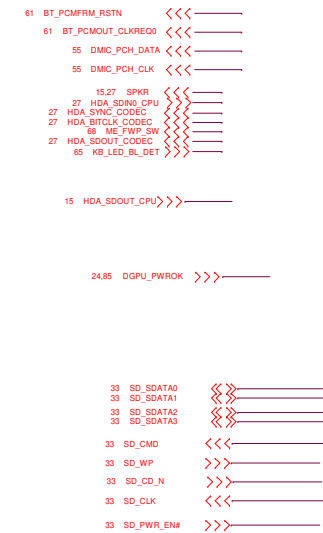 61 BT_PCMFRM_RSTN
61 BT_PCMOUT_CLKREQ0
55 DMIC_PCH_DATA
55 DMIC_PCH_CLK
15,27 SPKR
27 HDA_SDIN0_CPU
27 HDA_SYNC_CODEC
27 HDA_BITCLK_CODEC
68 ME_FWP_SW
27 HDA_SDOUT_CODEC
65 KB_LED_BL_DET
15 HDA_SDOUT_CPU
24,85 DGPU_PWROK
33 SD_SDATA0
33 SD_SDATA1
33 SD_SDATA2
33 SD_SDATA3
33 SD_CMD
33 SD_WP
33 SD_CD_N
33 SD_CLK
33 SD_PWR_EN#